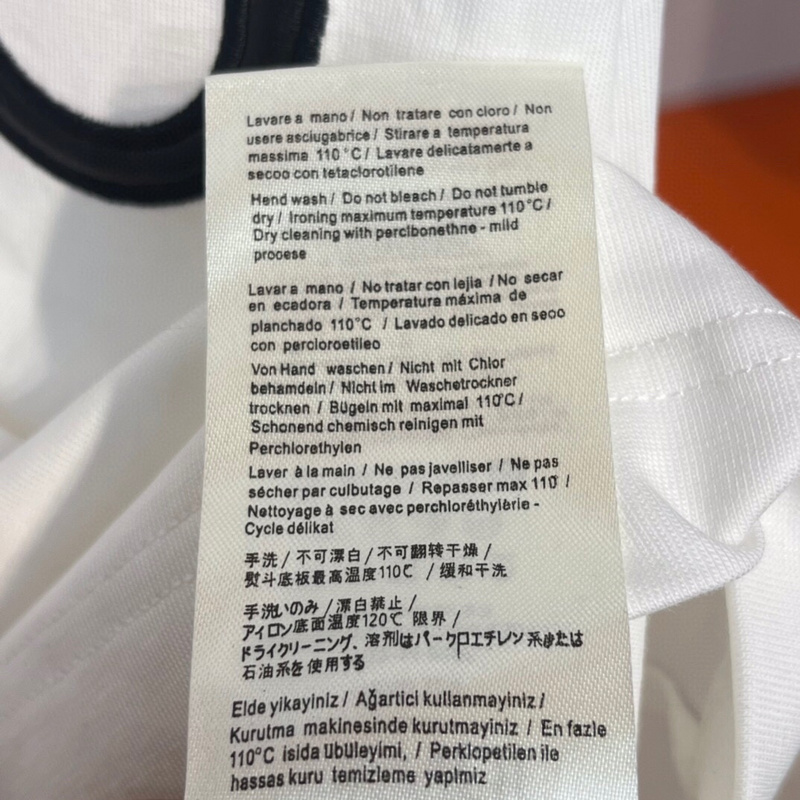 Lavare a mano / Non tratare con cloro / Non
usere asciugabrice / Stirare a temperatura
massima 110°C / Lavare delicatamerte a
secoo con tetaclorotilene
Hend wash / Do not bleach / Do not tumble
dry / Ironing maximum temperature 110°C /
Dry cleaning with perclbonethne - mild
prooese
Lavar a mano / No tratar con lejia / No secar
en ecadora / Temperatura máxima de
planchado 110°C / Lavado delicado en seoo
con percloroetileo
Von Hand waschen / Nicht mit Chlor
behamdeln / Nicht im Waschetrockner
trocknen / Bügeln mit maximal 110°C /
Schonend chemisch reinigen mit
Perchlorethylen
Laver à la main / Ne pas javelliser / Ne pas
sécher par culbutage / Repasser max 110° /
Nettoyage à sec avec perchloréthylèrie -
Cycle délikat
手洗 / 不可漂白 / 不可翻转干燥 /
熨斗底板最高温度110℃ / 缓和干洗
手洗いのみ / 漂白禁止 /
アイロン底面温度120℃ 限界 /
ドライクリーニング、溶剤はパークロエチレン系または
石油系を使用する
Elde yikayiniz / Ağartici kullanmayiniz /
Kurutma makinesinde kurutmayiniz / En fazle
110°C isida übüleyimi, / Perklopetilen ile
hassas kuru temizleme yapimiz